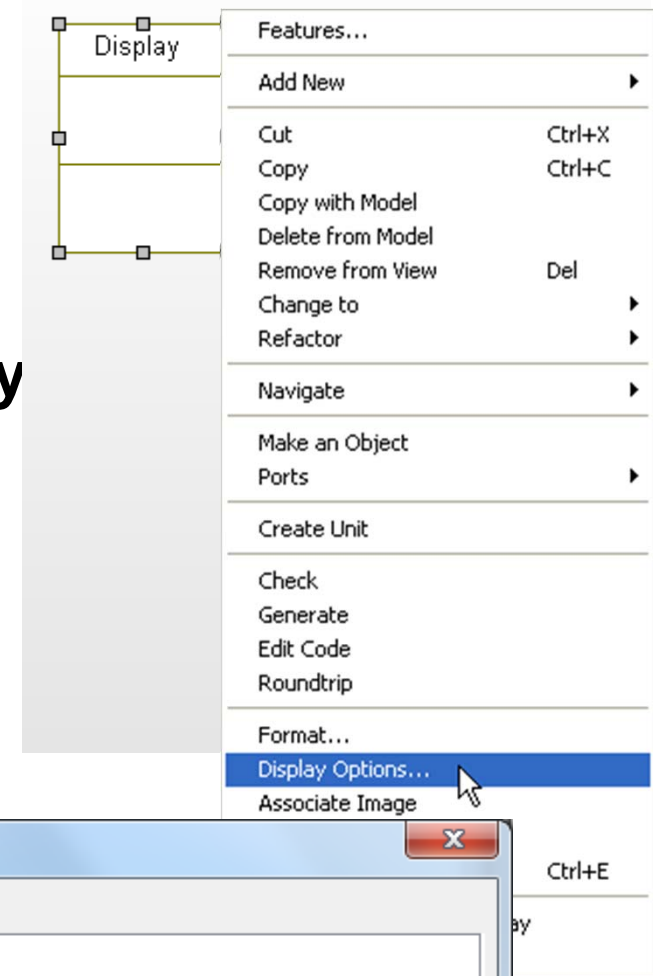 Display
Features...
Add New
Cut Ctrl+X
Copy Ctrl+C
Copy with Model
Delete from Model
Remove from View Del
Change to
Refactor
y
Navigate
Make an Object
Ports
Create Unit
Check
Generate
Edit Code
Roundtrip
Format...
Display Options...
Associate Image
Ctrl+E
ay